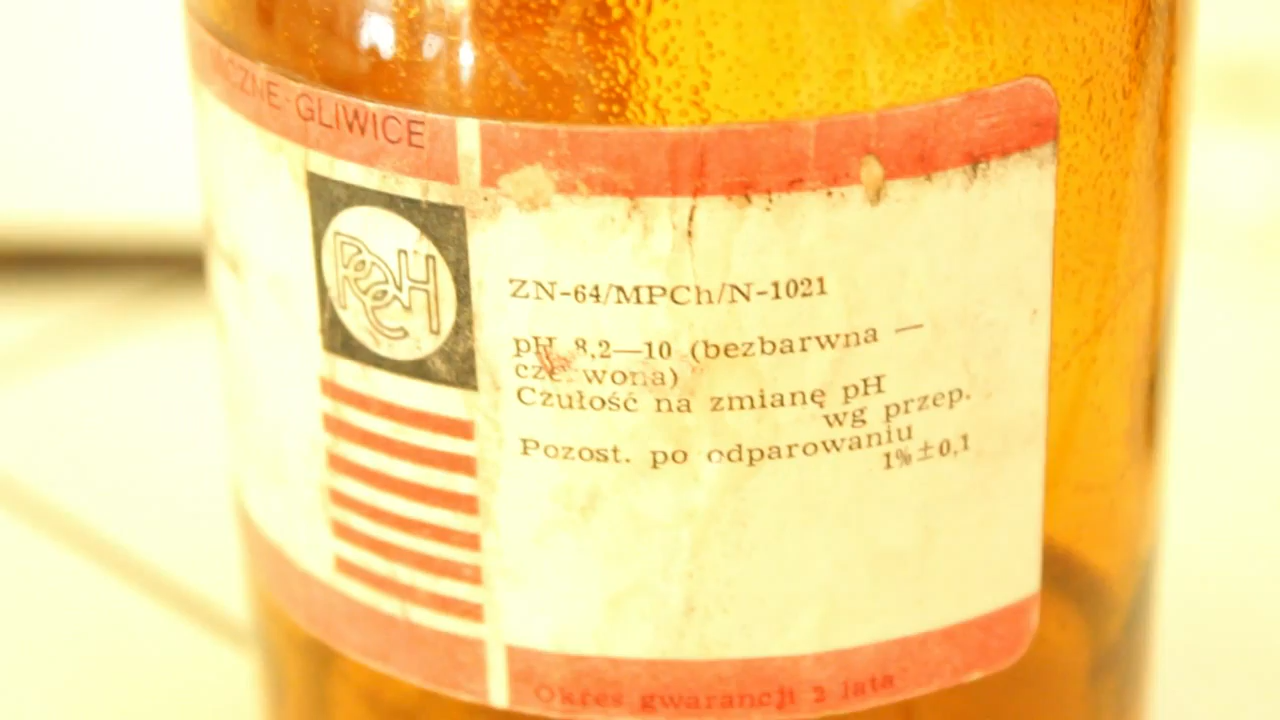 CZNE-GLIWICE
POCH
ZN-64/MPCh/N-1021
pH 8,2—10 (bezbarwna —
czerwona)
Czułość na zmianę pH
wg przep.
Pozost. po odparowaniu
1%±0,1
Okres gwarancji 2 lata